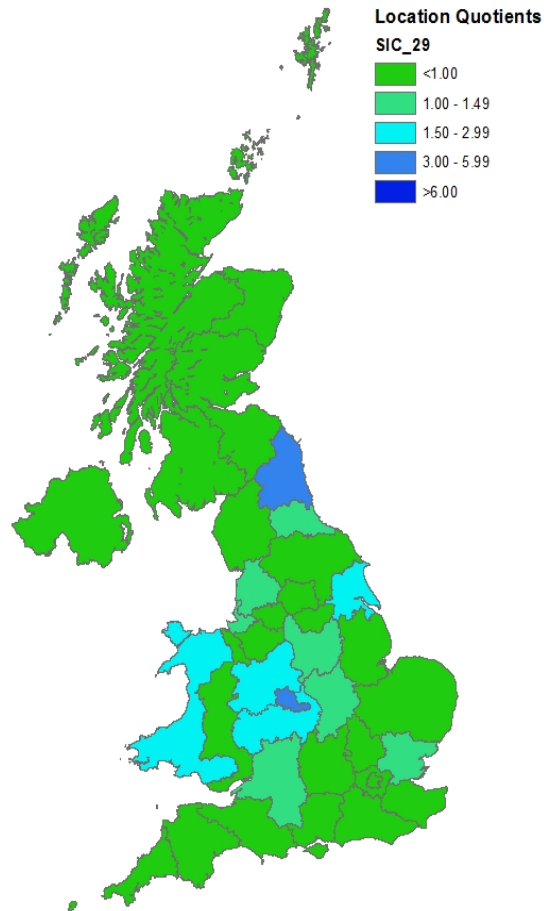 Location Quotients
SIC_29
<1.00
1.00 - 1.49
1.50 - 2.99
3.00 - 5.99
>6.00